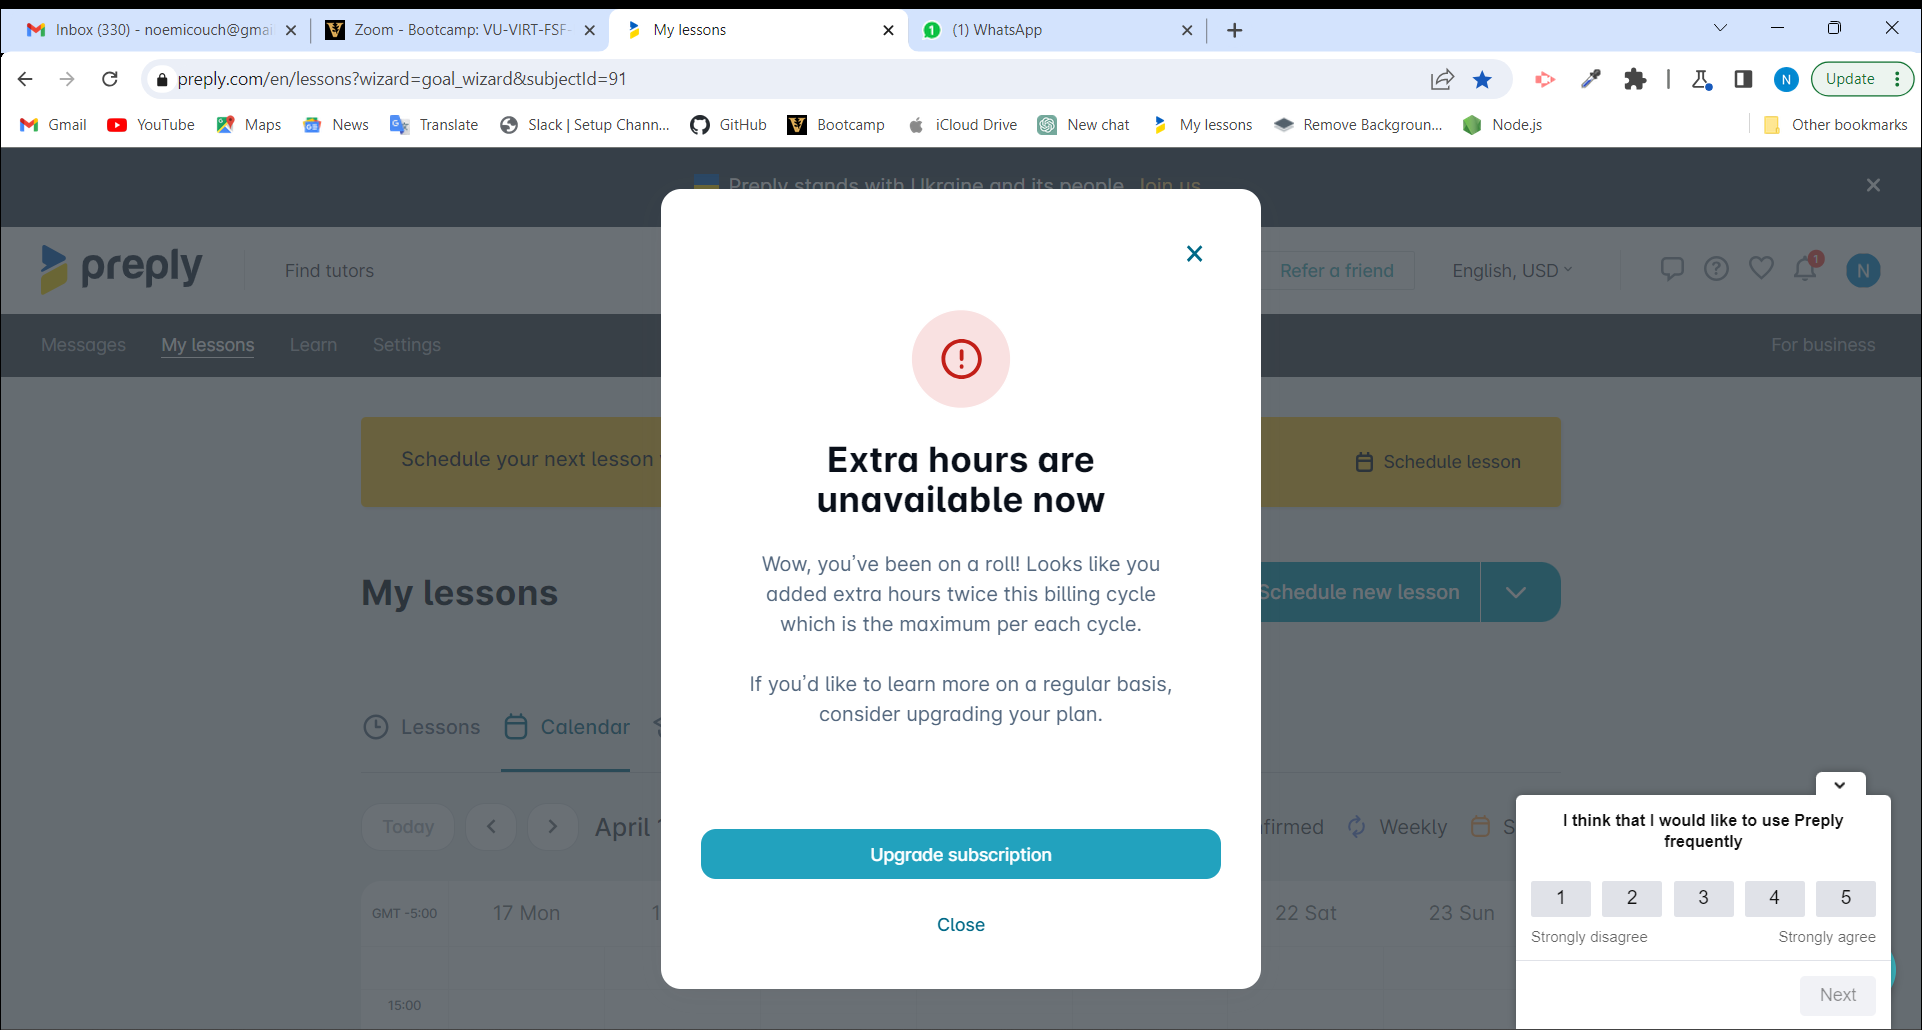 Inbox (330) - noemicouch@gmai
Zoom - Bootcamp: VU-VIRT-FSF-
My lessons
1
(1) WhatsApp
preply.com/en/lessons?wizard=goal_wizard&subjectId=91
N
Update
Gmail
YouTube
Maps
News
Translate
Slack | Setup Chann...
GitHub
Bootcamp
iCloud Drive
New chat
My lessons
Remove Backgroun...
Node.js
Other bookmarks
Preply stands with Ukraine and its people. Join us
preply
Find tutors
Refer a friend
English, USD
1
N
Messages
My lessons
Learn
Settings
For business
Schedule your next lesson
Schedule lesson
Extra hours are
unavailable now
Wow, you've been on a roll! Looks like you
added extra hours twice this billing cycle
which is the maximum per each cycle.
If you'd like to learn more on a regular basis,
consider upgrading your plan.
Upgrade subscription
Close
My lessons
Schedule new lesson
Lessons
Calendar
Today
April 1
firmed
Weekly
S
GMT -5:00
17 Mon
1
22 Sat
23 Sun
15:00
I think that I would like to use Preply
frequently
1 2 3 4 5
Strongly disagree
Strongly agree
Next